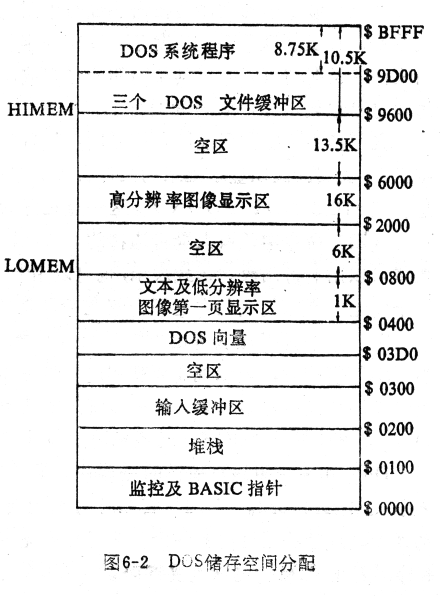 $ BFFF
DOS 系统程序 8.75K 10.5K
$ 9D00
三个 DOS 文件缓冲区
HIMEM $ 9600
空区 13.5K
$ 6000
高分辨率图像显示区 16K
$ 2000
空区 6K
LOMEM $ 0800
文本及低分辨率
图像第一页显示区 1K
$ 0400
DOS 向量
$ 03D0
空区
$ 0300
输入缓冲区
$ 0200
堆栈
$ 0100
监控及 BASIC 指针
$ 0000
图6-2 DOS储存空间分配